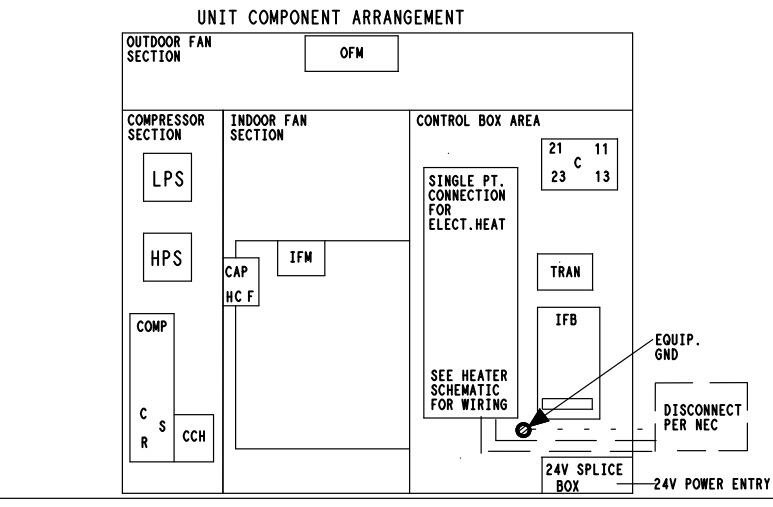 UNIT COMPONENT ARRANGEMENT
OUTDOOR FAN
SECTION
OFM
COMPRESSOR
SECTION
LPS
HPS
COMP
C
S
R
CCH
INDOOR FAN
SECTION
IFM
CAP
HC F
CONTROL BOX AREA
21 11
C
23 13
SINGLE PT.
CONNECTION
FOR
ELECT.HEAT
TRAN
IFB
SEE HEATER
SCHEMATIC
FOR WIRING
EQUIP.
GND
DISCONNECT
PER NEC
24V SPLICE
BOX
24V POWER ENTRY